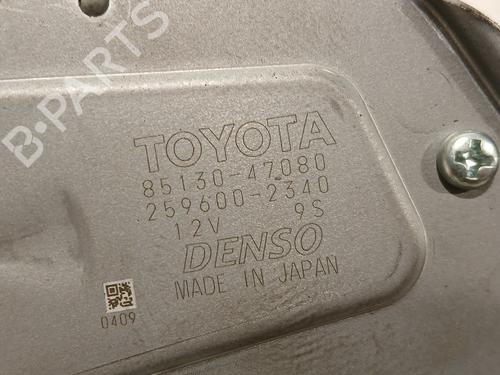 B-PARTS
TOYOTA
85130-47080
259600-2340
12V 9S
DENSO
MADE IN JAPAN
0409